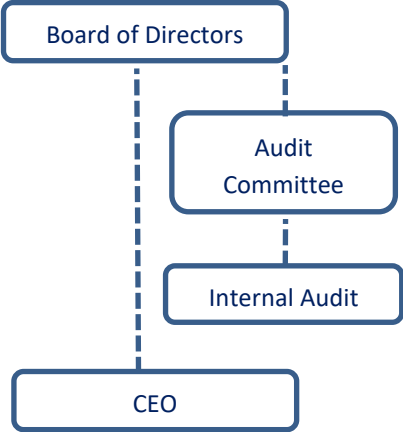 Board of Directors
Audit
Committee
Internal Audit
CEO